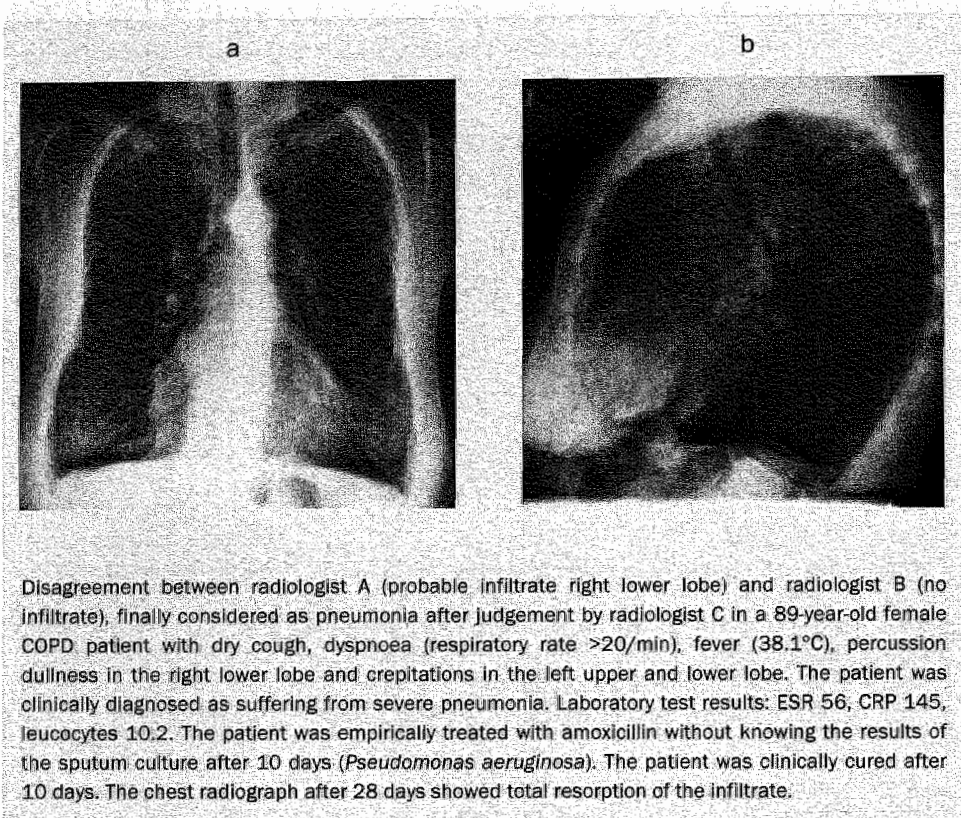 a
b
Disagreement between radiologist A (probable infiltrate right lower lobe) and radiologist B (no
infiltrate), finally considered as pneumonia after judgement by radiologist C in a 89-year-old female
COPD patient with dry cough, dyspnoea (respiratory rate >20/min), fever (38.1°C), percussion
dullness in the right lower lobe and crepitations in the left upper and lower lobe. The patient was
clinically diagnosed as suffering from severe pneumonia. Laboratory test results: ESR 56, CRP 145,
leucocytes 10.2. The patient was empirically treated with amoxicillin without knowing the results of
the sputum culture after 10 days (Pseudomonas aeruginosa). The patient was clinically cured after
10 days. The chest radiograph after 28 days showed total resorption of the infiltrate.